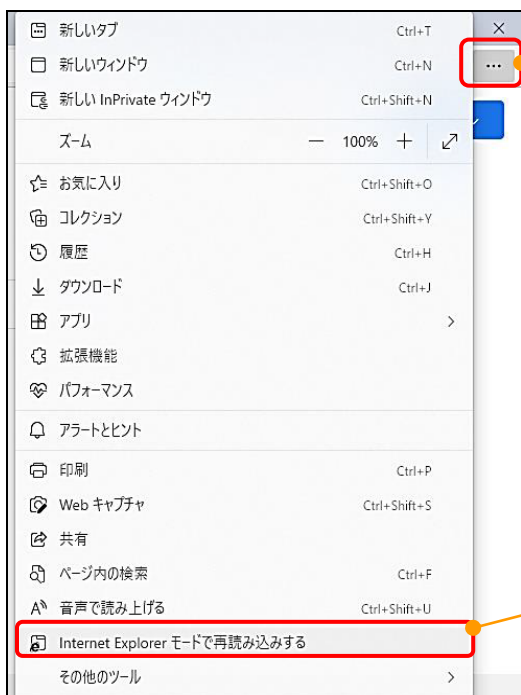 新しいタブ Ctrl+T
新しいウィンドウ Ctrl+N
新しい InPrivate ウィンドウ Ctrl+Shift+N
ズーム — 100% +
お気に入り Ctrl+Shift+O
コレクション Ctrl+Shift+Y
履歴 Ctrl+H
ダウンロード Ctrl+J
アプリ
拡張機能
パフォーマンス
アラートとヒント
印刷 Ctrl+P
Web キャプチャ Ctrl+Shift+S
共有
ページ内の検索 Ctrl+F
音声で読み上げる Ctrl+Shift+U
Internet Explorer モードで再読み込みする
その他のツール